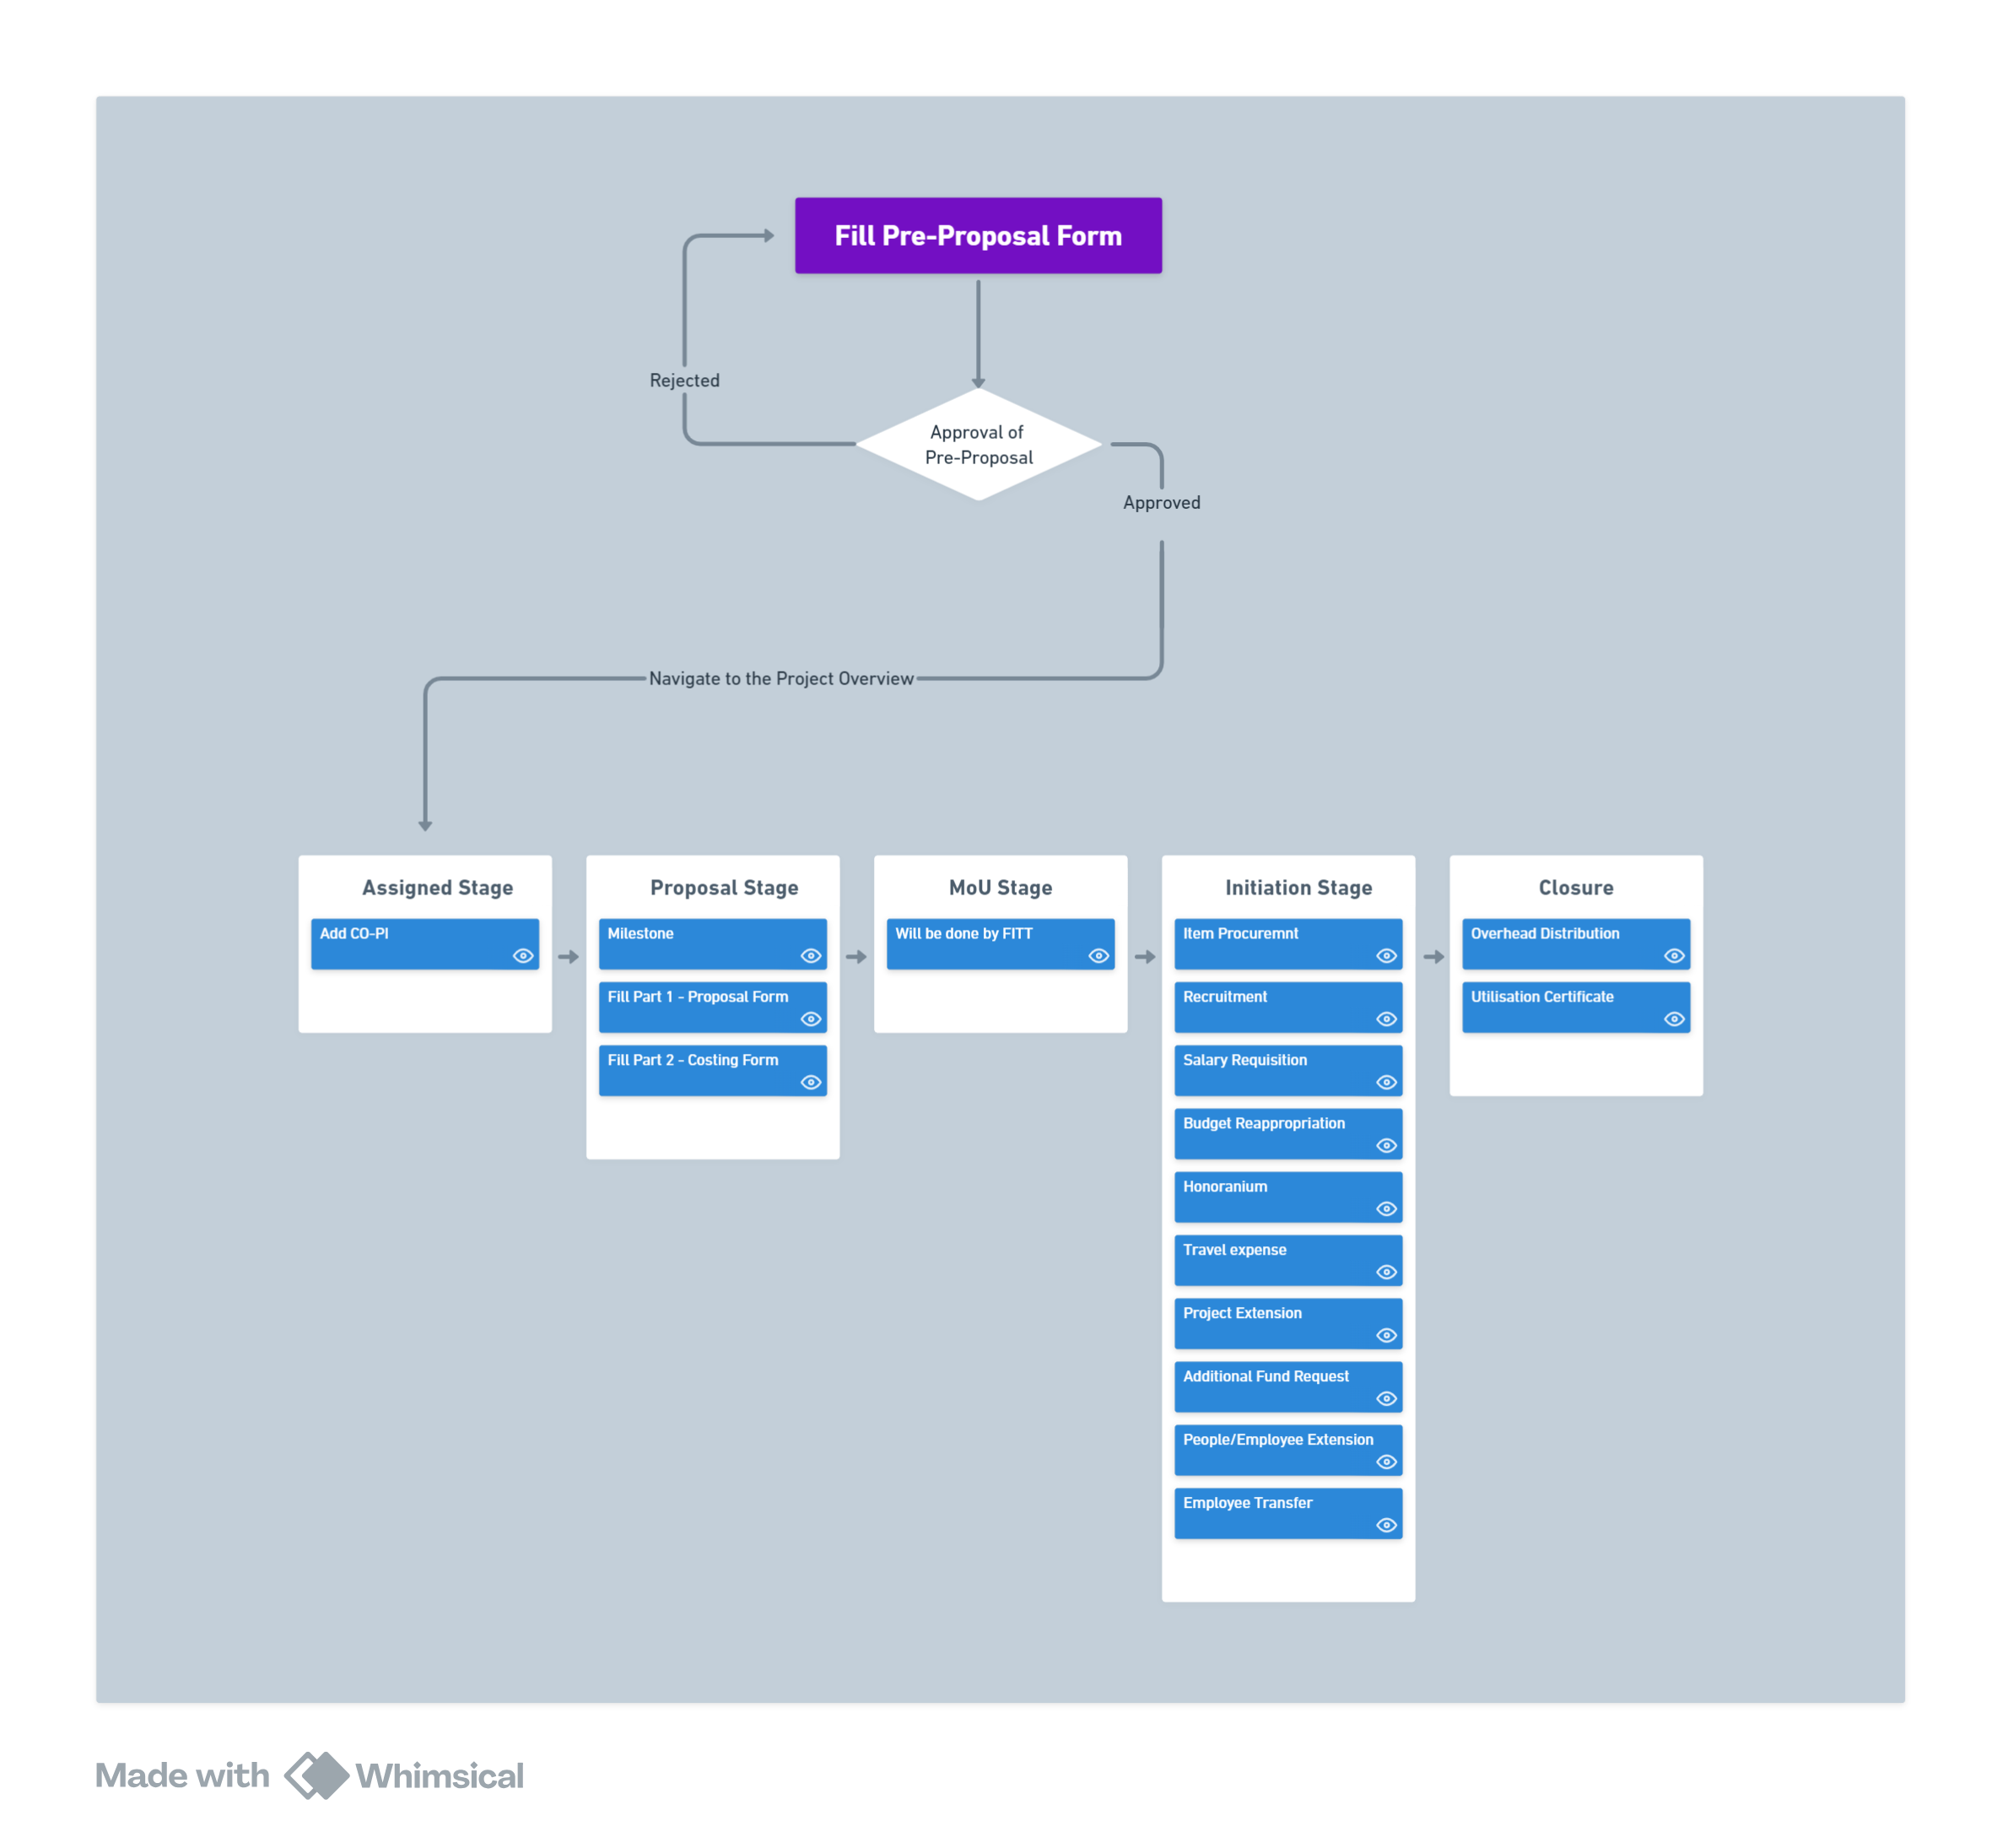 Fill Pre-Proposal Form
Rejected
Approval of
Pre-Proposal
Approved
Navigate to the Project Overview
Assigned Stage
Add CO-PI
Proposal Stage
Milestone
Fill Part 1 - Proposal Form
Fill Part 2 - Costing Form
MoU Stage
Will be done by FITT
Initiation Stage
Item Procuremnt
Recruitment
Salary Requisition
Budget Reappropriation
Honoranium
Travel expense
Project Extension
Additional Fund Request
People/Employee Extension
Employee Transfer
Closure
Overhead Distribution
Utilisation Certificate
Made with Whimsical